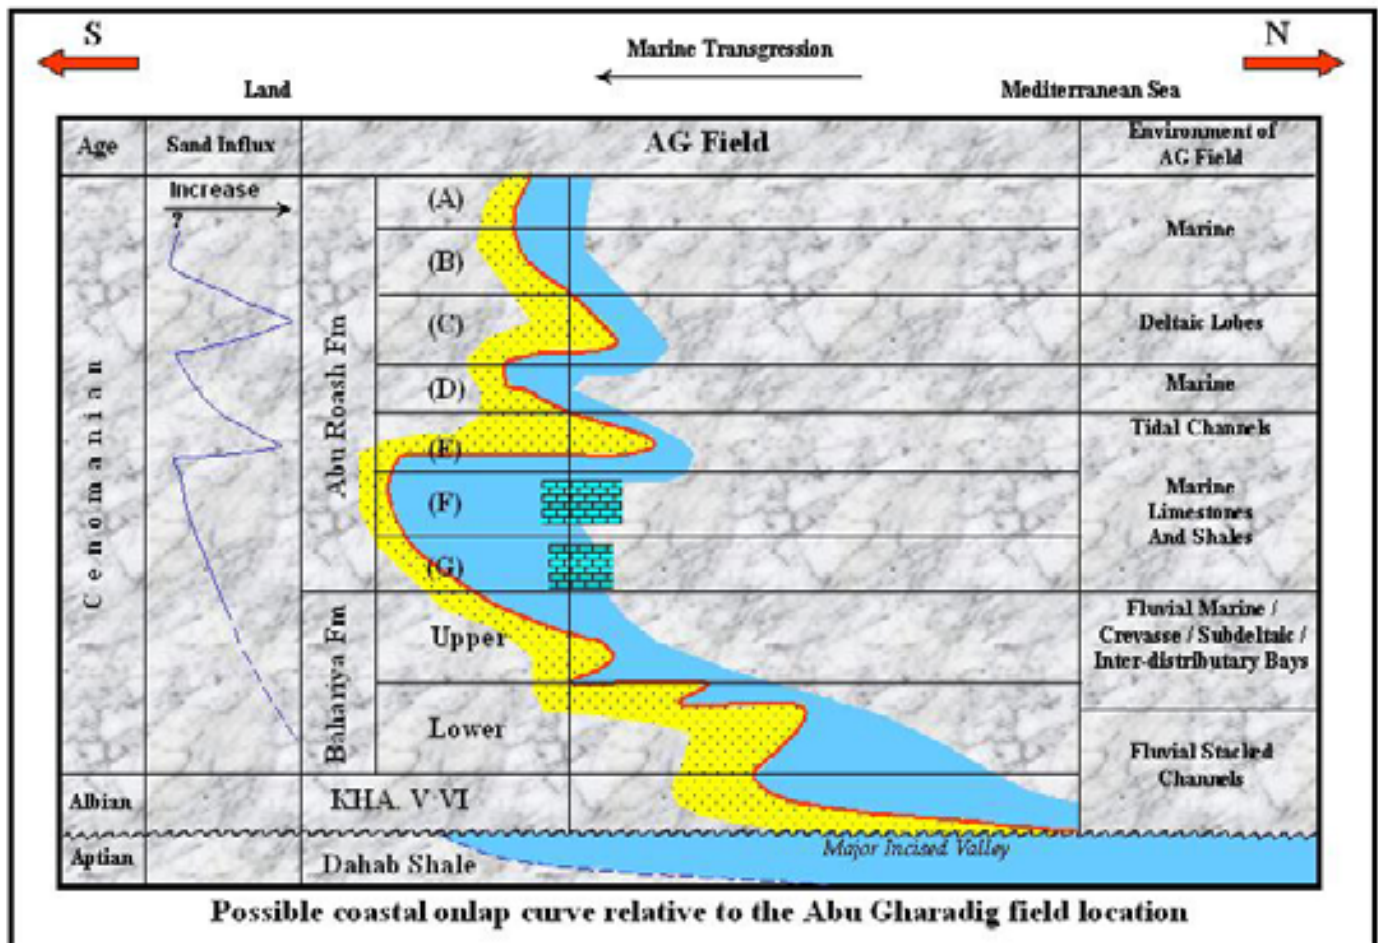 S
N
Marine Transgression
Land
Mediterranean Sea
Age
Sand Influx
AG Field
Environment of
AG Field
Increase
?
(A)
Marine
(B)
(C)
Deltaic Lobes
(D)
Marine
(E)
Tidal Channels
(F)
Marine
Limestones
And Shales
(G)
Cenomanian
Abu Roash Fm
Bahariya Fm
Upper
Fluvial Marine /
Crevasse / Subdeltaic /
Inter-distributary Bays
Lower
Fluvial Stacked
Channels
Albian
KHA. V VI
Aptian
Dahab Shale
Major Incised Valley
Possible coastal onlap curve relative to the Abu Gharadig field location